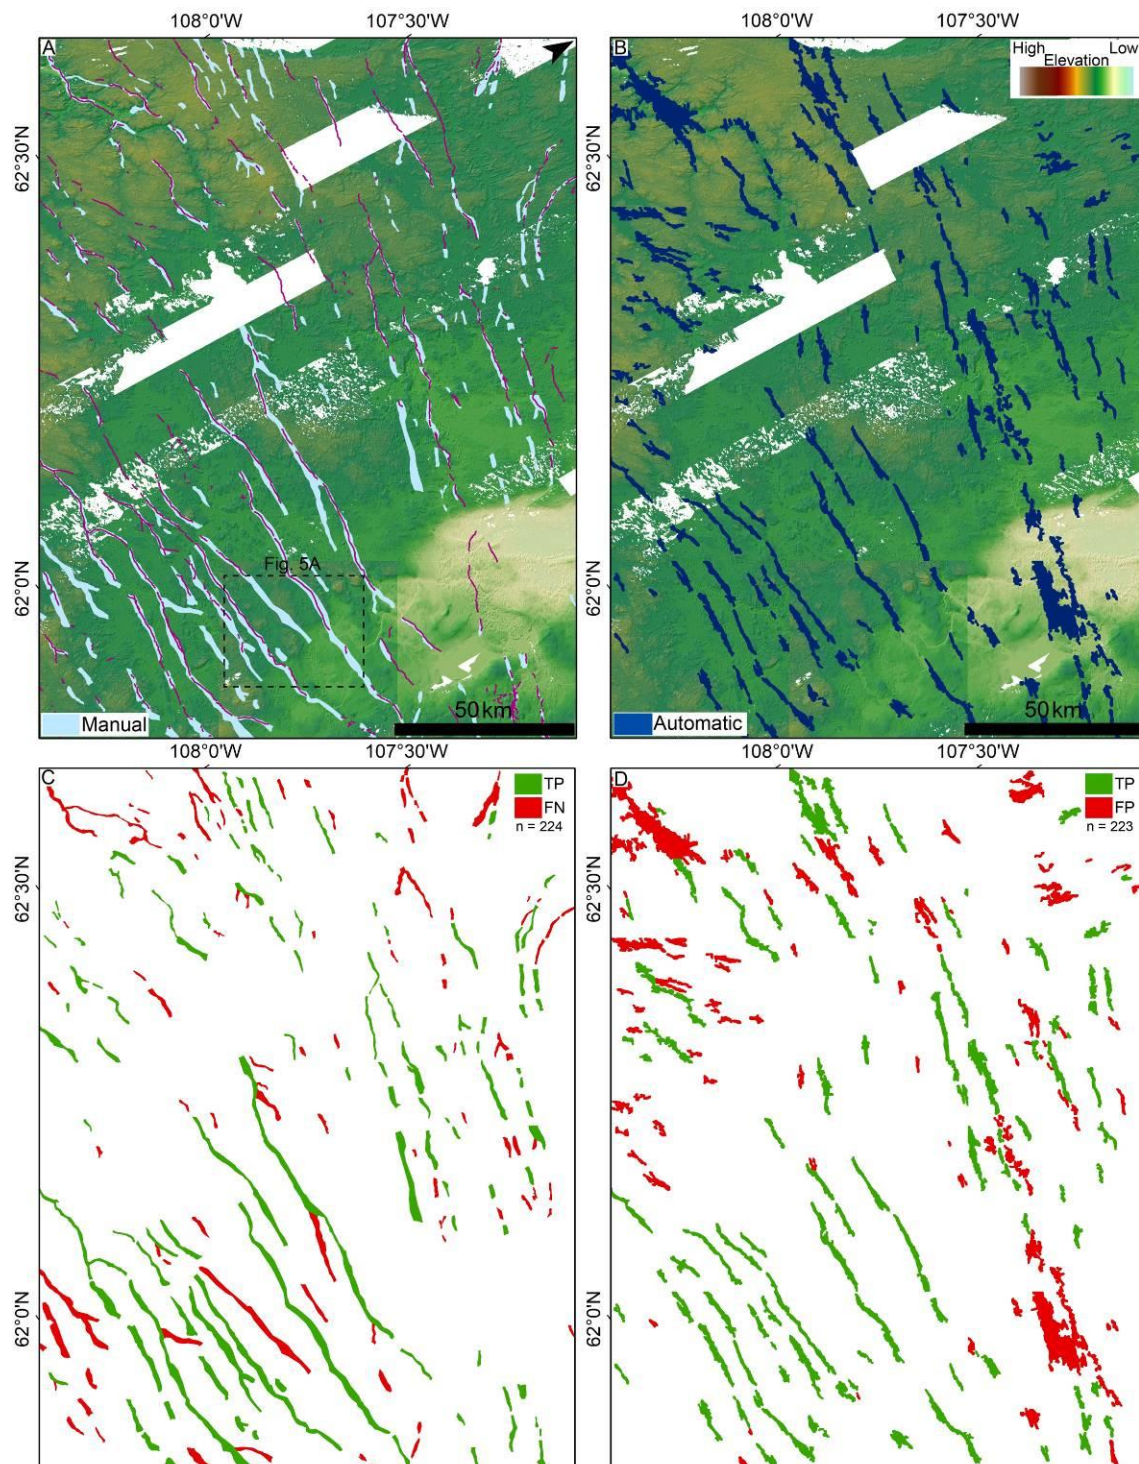 108°0'W 107°30'W
108°0'W 107°30'W
A
B
High Low
Elevation
62°30'N
62°30'N
Fig. 5A
62°0'N
62°0'N
Manual
50 km
Automatic
50 km
108°0'W 107°30'W
108°0'W 107°30'W
C
TP
FN
n = 224
D
TP
FP
n = 223
62°30'N
62°30'N
62°0'N
62°0'N